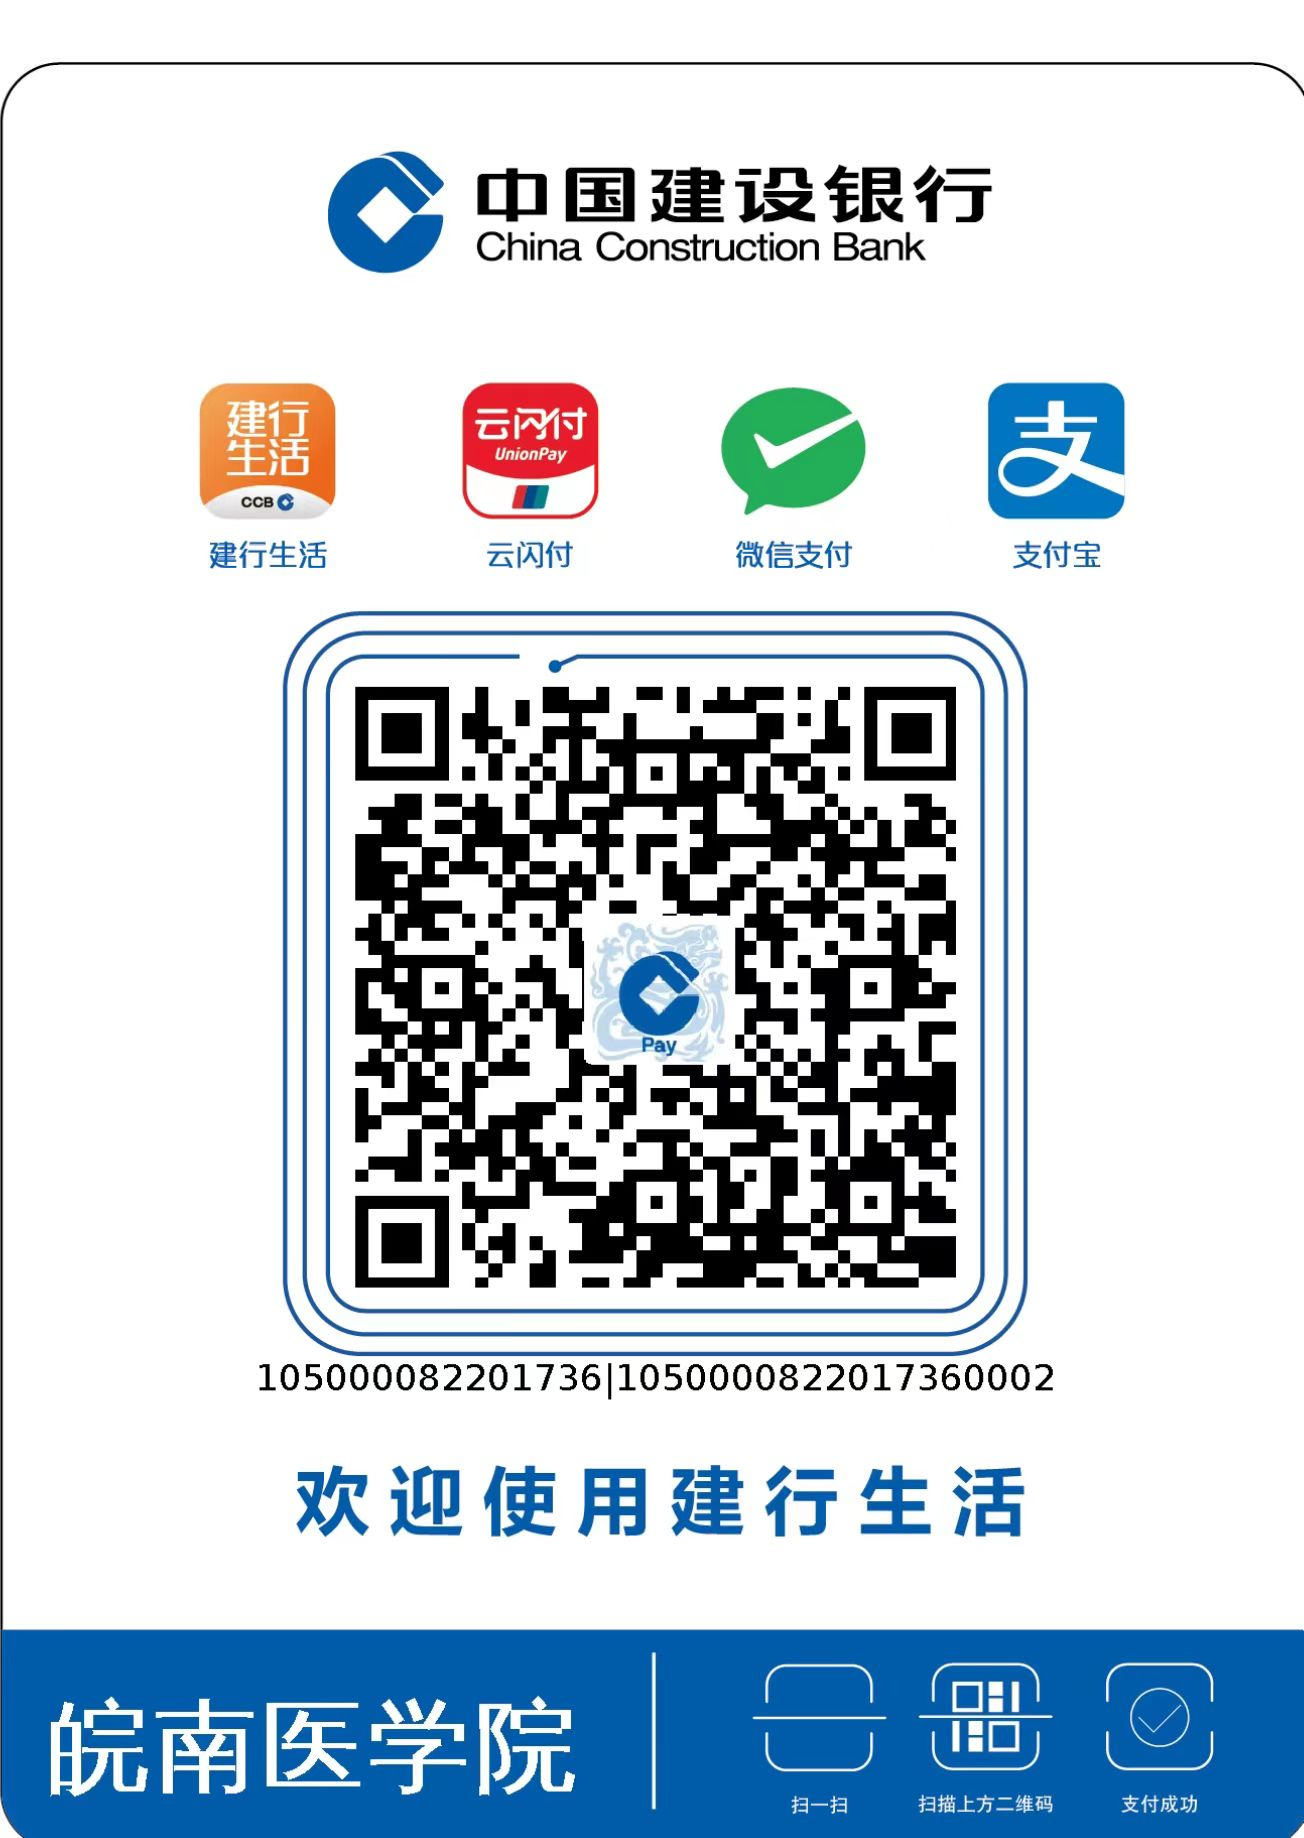 中国建设银行
China Construction Bank
建行
生活
CCB
云闪付
UnionPay
支
建行生活
云闪付
微信支付
支付宝
Pay
105000082201736|1050000822017360002
欢迎使用建行生活
皖南医学院
扫一扫
扫描上方二维码
支付成功